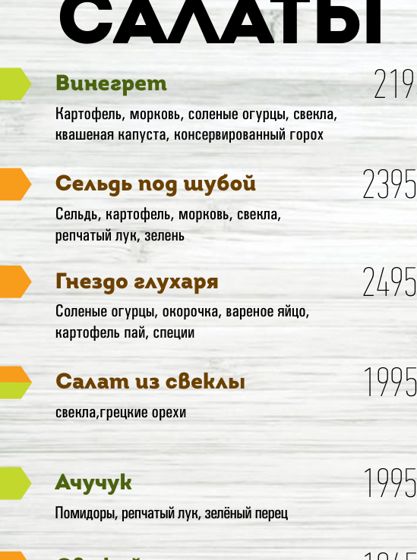 САЛАТЫ
Винегрет 219
Картофель, морковь, соленые огурцы, свекла,
квашеная капуста, консервированный горох
Сельдь под шубой 2395
Сельдь, картофель, морковь, свекла,
репчатый лук, зелень
Гнездо глухаря 2495
Соленые огурцы, окорочка, вареное яйцо,
картофель пай, специи
Салат из свеклы 1995
свекла,грецкие орехи
Ачучук 1995
Помидоры, репчатый лук, зелёный перец